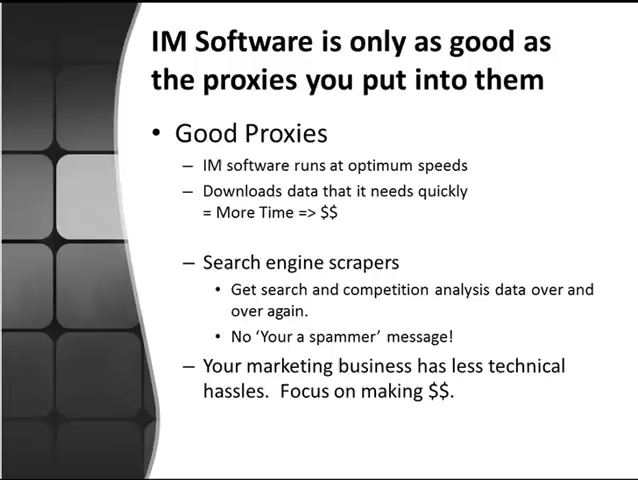 IM Software is only as good as
the proxies you put into them
• Good Proxies
– IM software runs at optimum speeds
– Downloads data that it needs quickly
= More Time => $$
– Search engine scrapers
• Get search and competition analysis data over and
over again.
• No ‘Your a spammer’ message!
– Your marketing business has less technical
hassles.  Focus on making $$.